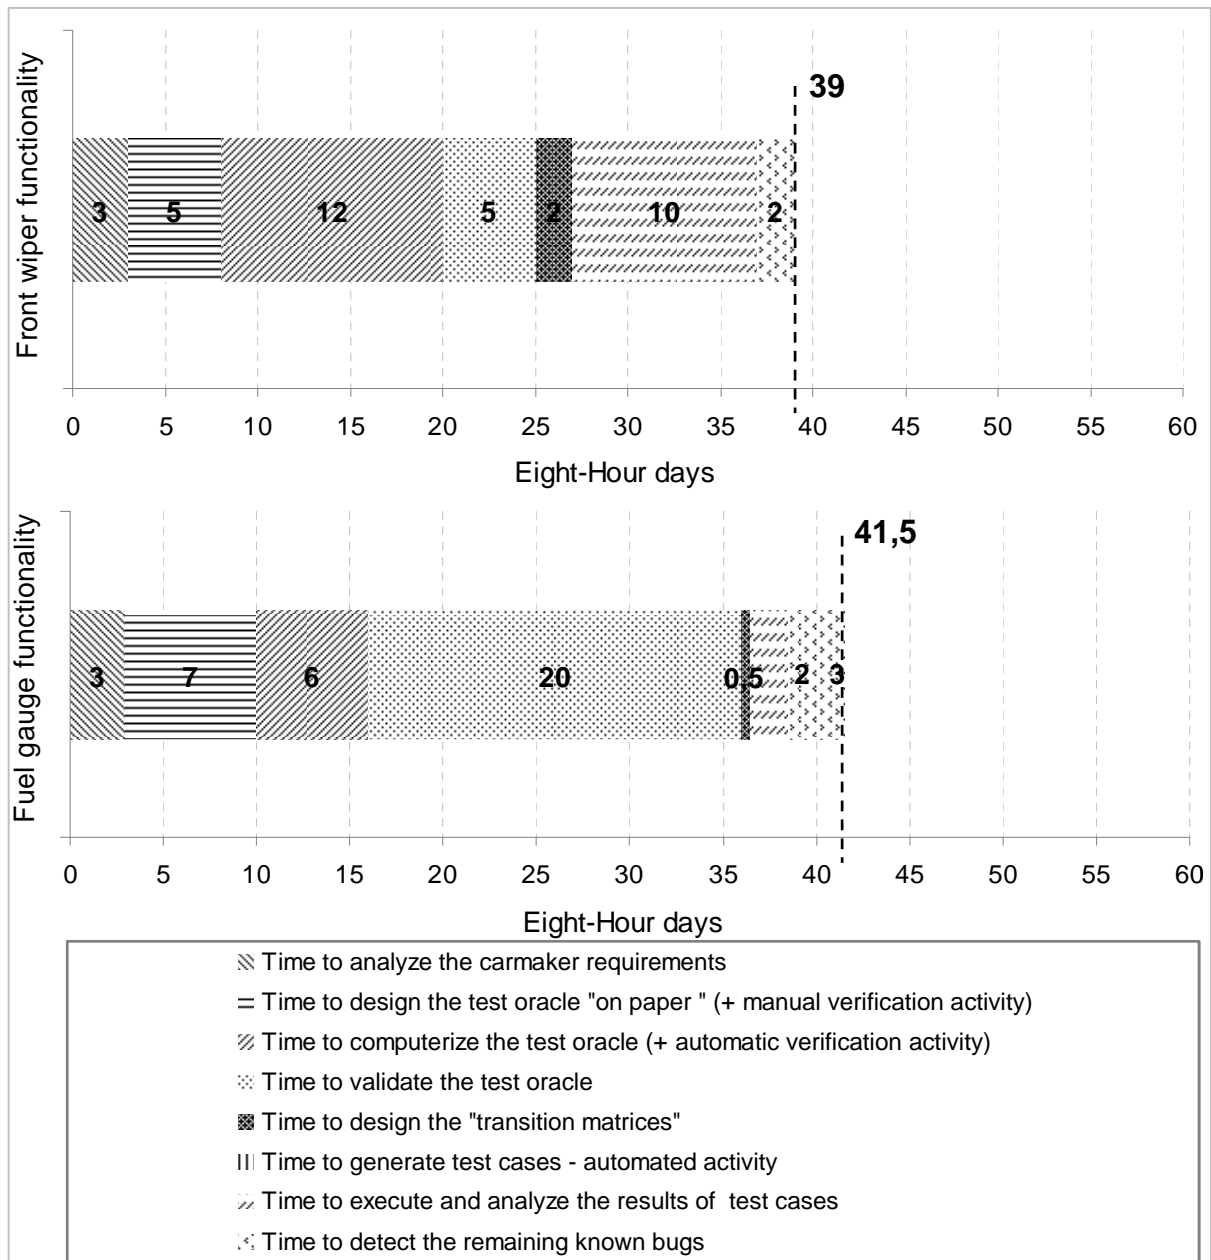 Front wiper functionality
39
3 5 12 5 2 10 2
0 5 10 15 20 25 30 35 40 45 50 55 60
Eight-Hour days
Fuel gauge functionality
41,5
3 7 6 20 0,5 2 3
0 5 10 15 20 25 30 35 40 45 50 55 60
Eight-Hour days
Time to analyze the carmaker requirements
Time to design the test oracle "on paper " (+ manual verification activity)
Time to computerize the test oracle (+ automatic verification activity)
Time to validate the test oracle
Time to design the "transition matrices"
Time to generate test cases - automated activity
Time to execute and analyze the results of  test cases
Time to detect the remaining known bugs